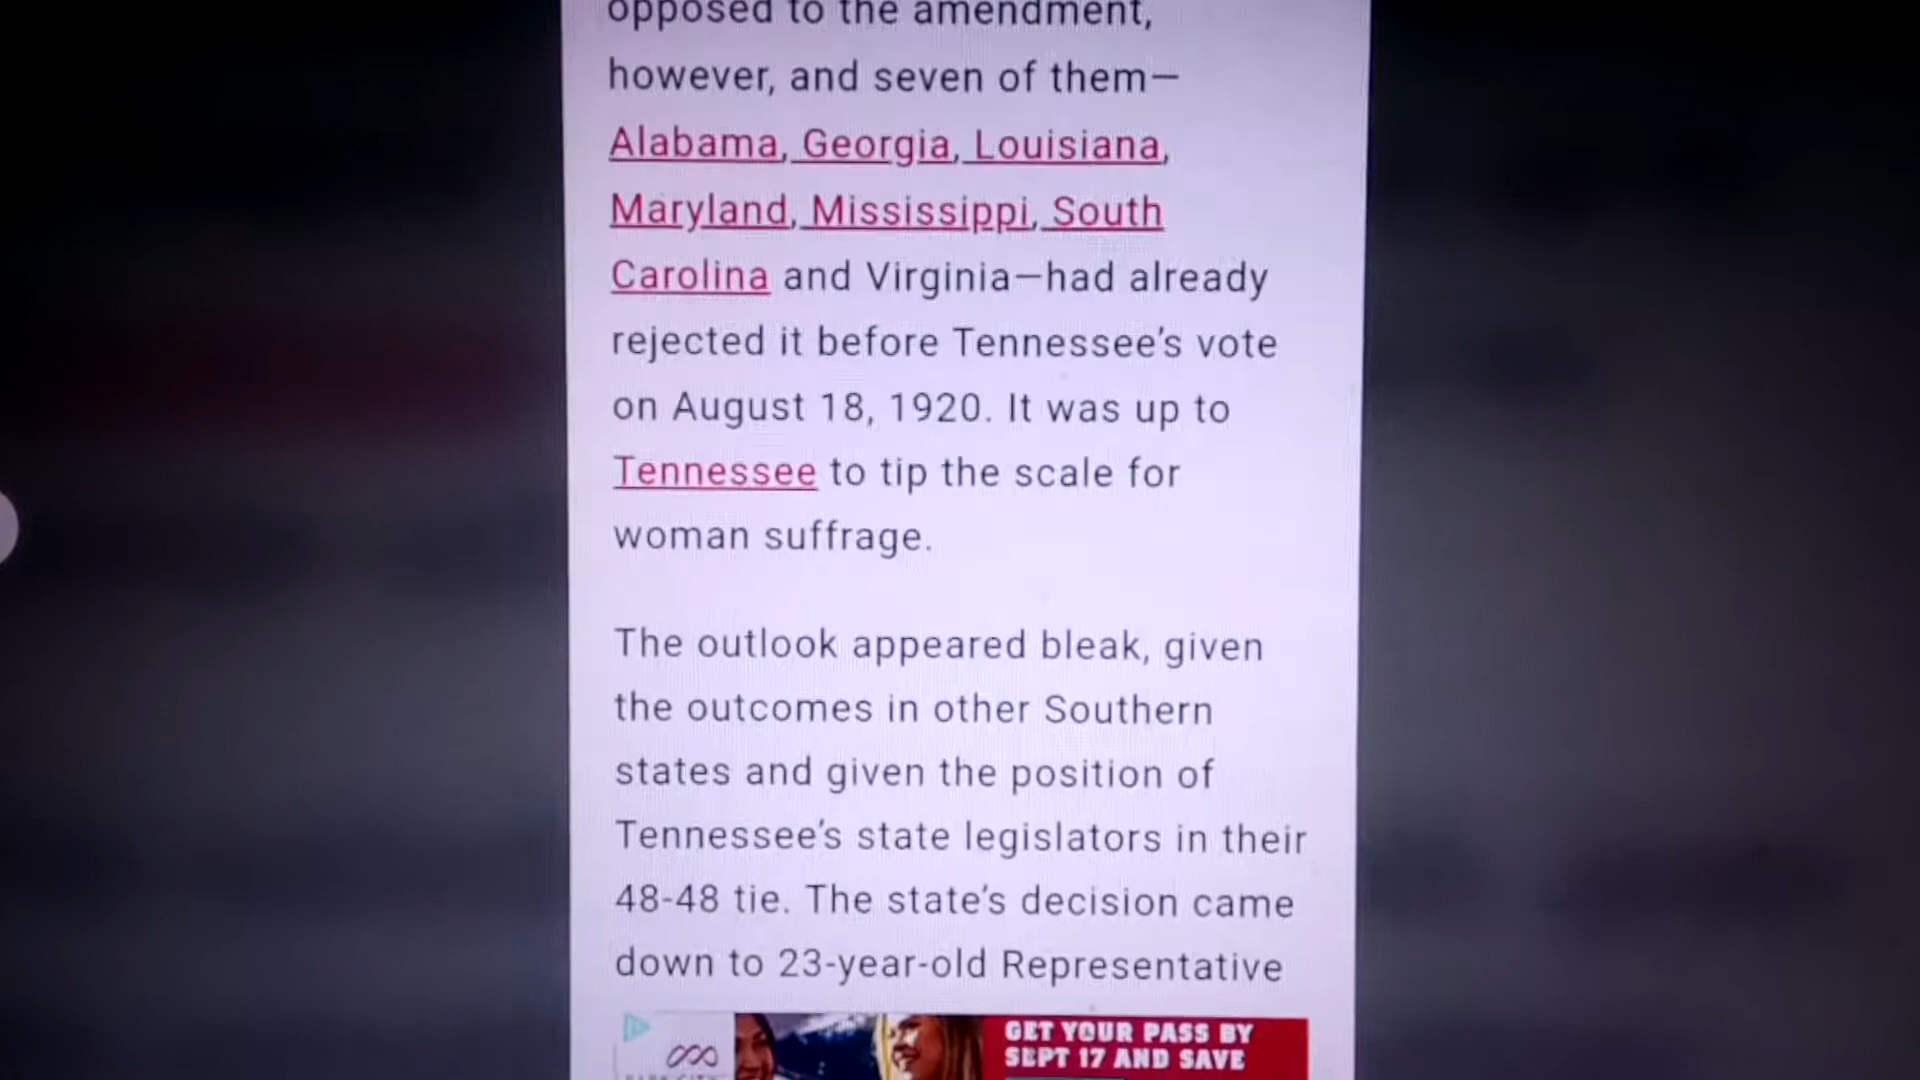 opposed to the amendment,
however, and seven of them—
Alabama, Georgia, Louisiana,
Maryland, Mississippi, South
Carolina and Virginia—had already
rejected it before Tennessee's vote
on August 18, 1920. It was up to
Tennessee to tip the scale for
woman suffrage.
The outlook appeared bleak, given
the outcomes in other Southern
states and given the position of
Tennessee's state legislators in their
48-48 tie. The state's decision came
down to 23-year-old Representative
GET YOUR PASS BY
SEPT 17 AND SAVE